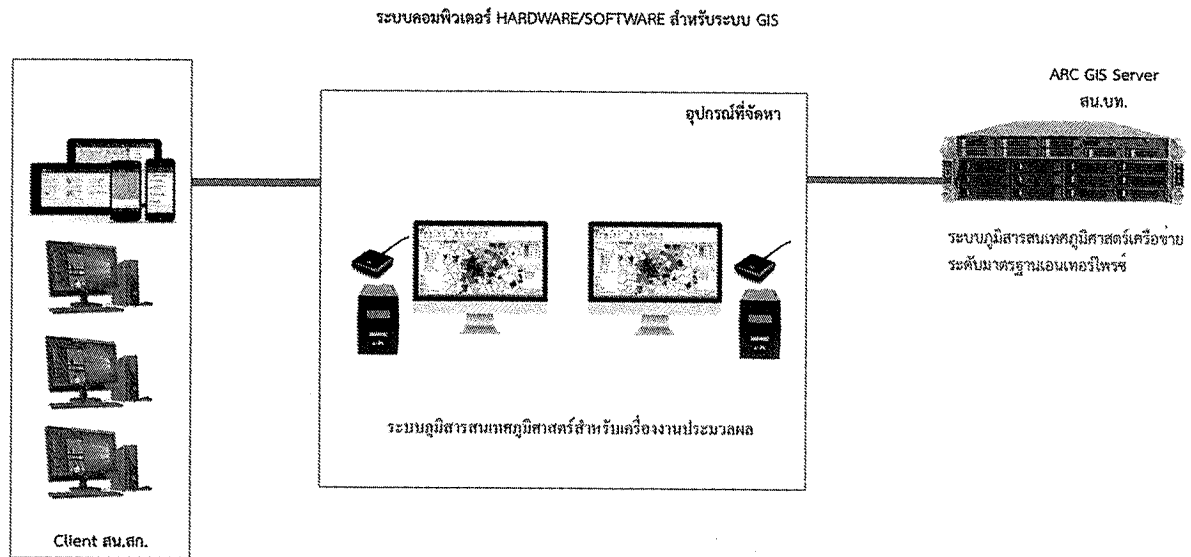 ระบบคอมพิวเตอร์ HARDWARE/SOFTWARE สำหรับระบบ GIS
ARC GIS Server
สน.บท.
อุปกรณ์ที่จัดหา
ระบบภูมิสารสนเทศภูมิศาสตร์เครือข่าย
ระดับมาตรฐานเอนเทอร์ไพรซ์
ระบบภูมิสารสนเทศภูมิศาสตร์สำหรับเครื่องงานประมวลผล
Client สน.สก.